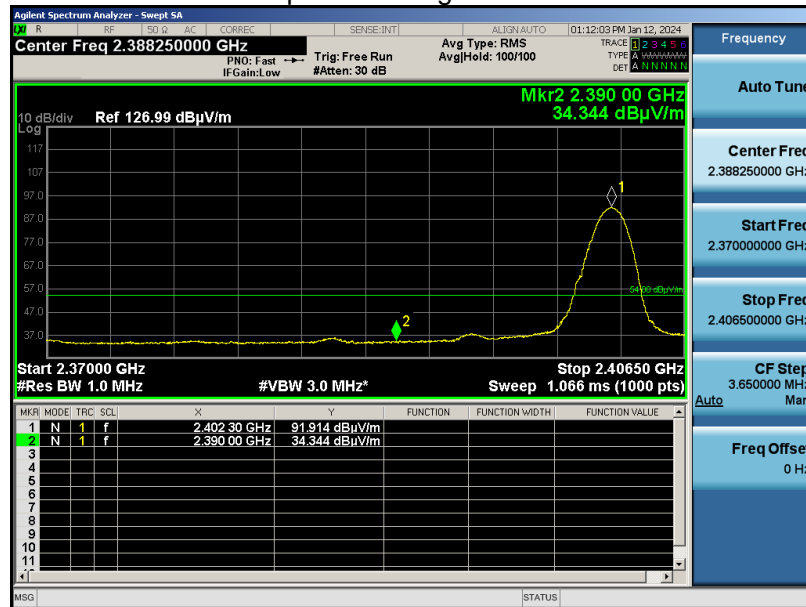 Agilent Spectrum Analyzer - Swept SA
LXI R RF 50 Ω AC CORREC SENSE:INT ALIGN AUTO 01:12:03 PM Jan 12, 2024
Center Freq 2.388250000 GHz
PNO: Fast
IFGain:Low
Trig: Free Run
#Atten: 30 dB
Avg Type: RMS
Avg|Hold: 100/100
TRACE 1 2 3 4 5 6
TYPE A
DET A N N N N N
Mkr2 2.390 00 GHz
34.344 dBµV/m
10 dB/div Ref 126.99 dBµV/m
Log
117
107
97.0
87.0
77.0
67.0
57.0
47.0
37.0
1
2
54.00 dBµV/m
Start 2.37000 GHz Stop 2.40650 GHz
#Res BW 1.0 MHz #VBW 3.0 MHz* Sweep 1.066 ms (1000 pts)
MKR MODE TRC SCL X Y FUNCTION FUNCTION WIDTH FUNCTION VALUE
1 N 1 f 2.402 30 GHz 91.914 dBµV/m
2 N 1 f 2.390 00 GHz 34.344 dBµV/m
3
4
5
6
7
8
9
10
11
MSG STATUS
Frequency
Auto Tune
Center Freq
2.388250000 GHz
Start Freq
2.370000000 GHz
Stop Freq
2.406500000 GHz
CF Step
3.650000 MHz
Auto Man
Freq Offset
0 Hz